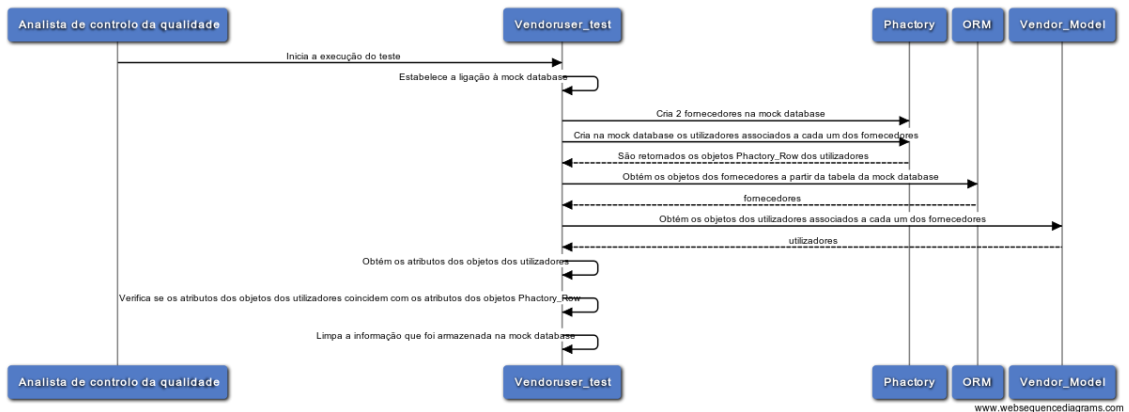 Analista de controlo da qualidade
Vendoruser_test
Phactory
ORM
Vendor_Model
Inicia a execução do teste
Estabelece a ligação à mock database
Cria 2 fornecedores na mock database
Cria na mock database os utilizadores associados a cada um dos fornecedores
São retornados os objetos Phactory_Row dos utilizadores
Obtém os objetos dos fornecedores a partir da tabela da mock database
fornecedores
Obtém os objetos dos utilizadores associados a cada um dos fornecedores
utilizadores
Obtém os atributos dos objetos dos utilizadores
Verifica se os atributos dos objetos dos utilizadores coincidem com os atributos dos objetos Phactory_Row
Limpa a informação que foi armazenada na mock database
Analista de controlo da qualidade
Vendoruser_test
Phactory
ORM
Vendor_Model
www.websequencediagrams.com